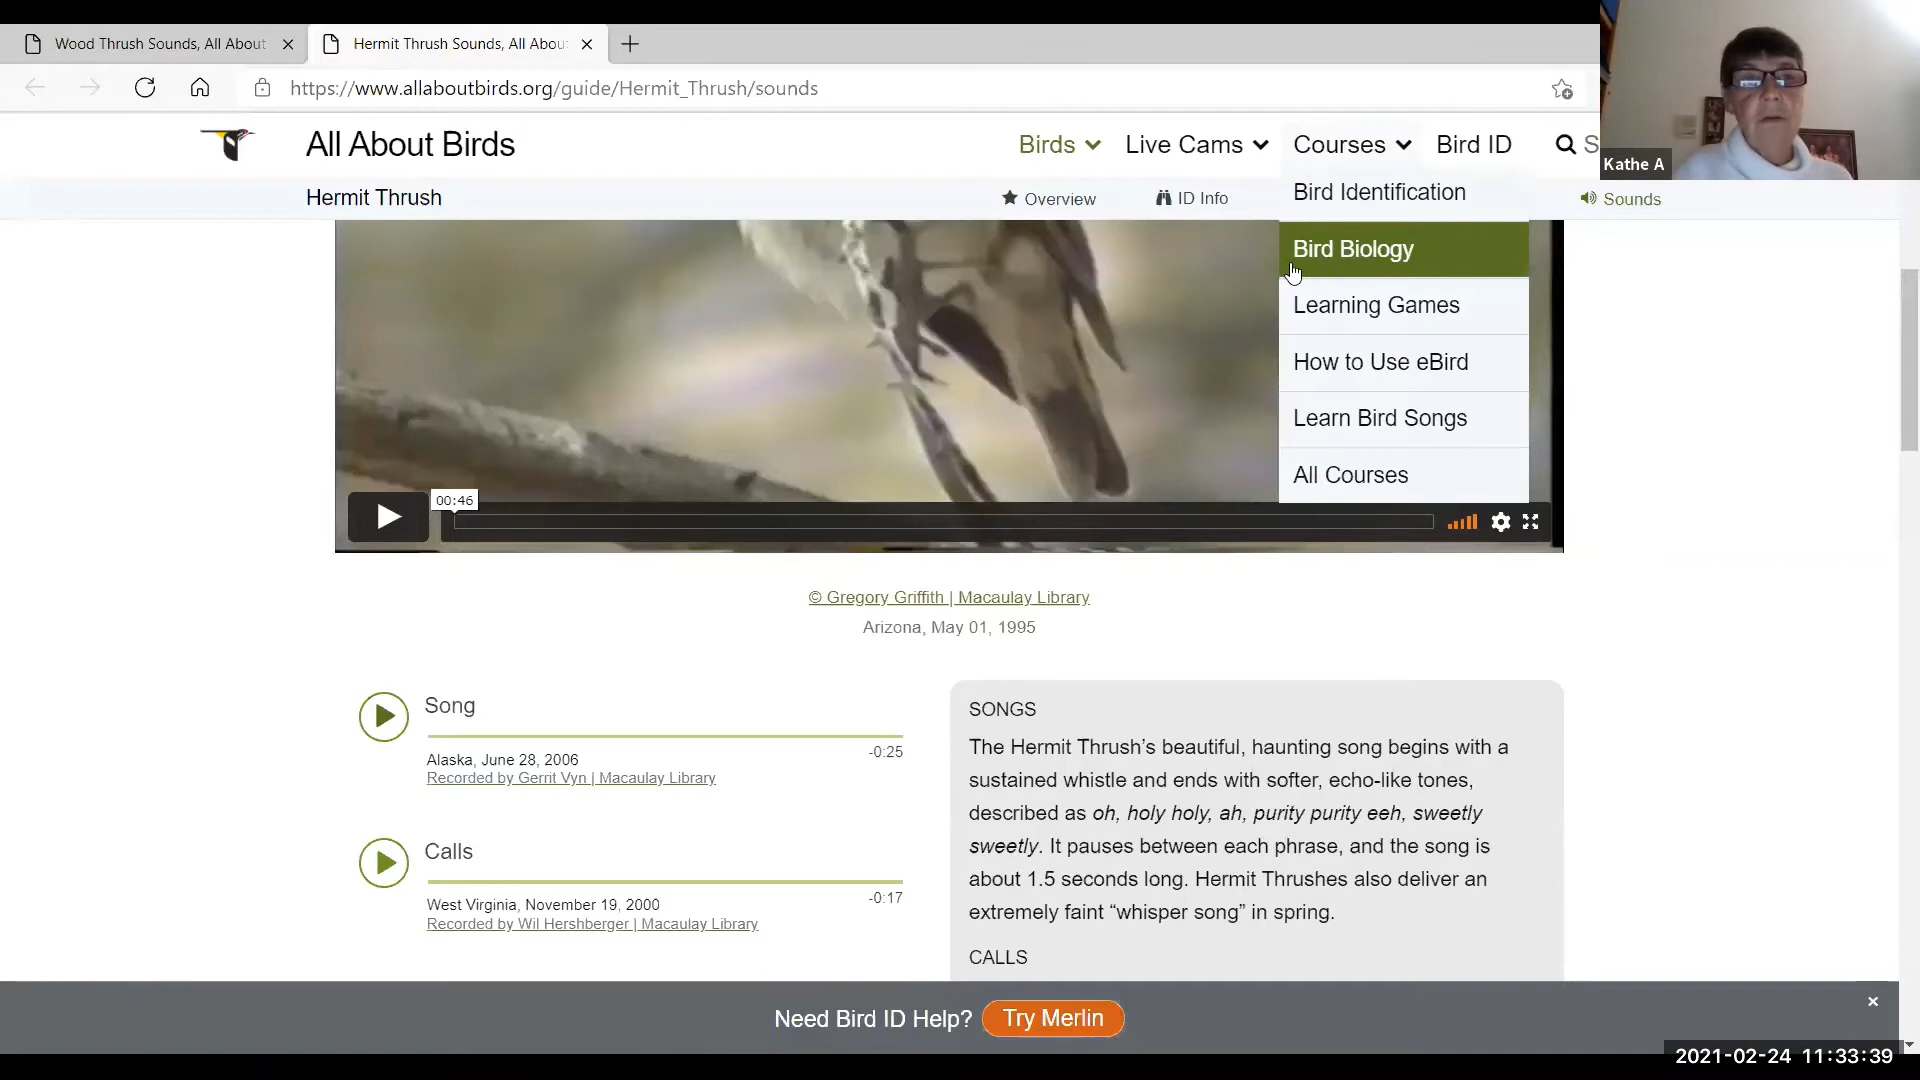 Wood Thrush Sounds, All About
Hermit Thrush Sounds, All Abou
https://www.allaboutbirds.org/guide/Hermit_Thrush/sounds
All About Birds
Birds
Live Cams
Courses
Bird ID
S
Kathe A
Hermit Thrush
Overview
ID Info
Sounds
Bird Identification
Bird Biology
Learning Games
How to Use eBird
Learn Bird Songs
All Courses
00:46
© Gregory Griffith | Macaulay Library
Arizona, May 01, 1995
Song
-0:25
Alaska, June 28, 2006
Recorded by Gerrit Vyn | Macaulay Library
Calls
-0:17
West Virginia, November 19, 2000
Recorded by Wil Hershberger | Macaulay Library
SONGS
The Hermit Thrush’s beautiful, haunting song begins with a
sustained whistle and ends with softer, echo-like tones,
described as oh, holy holy, ah, purity purity eeh, sweetly
sweetly. It pauses between each phrase, and the song is
about 1.5 seconds long. Hermit Thrushes also deliver an
extremely faint “whisper song” in spring.
CALLS
Need Bird ID Help?
Try Merlin
2021-02-24 11:33:39